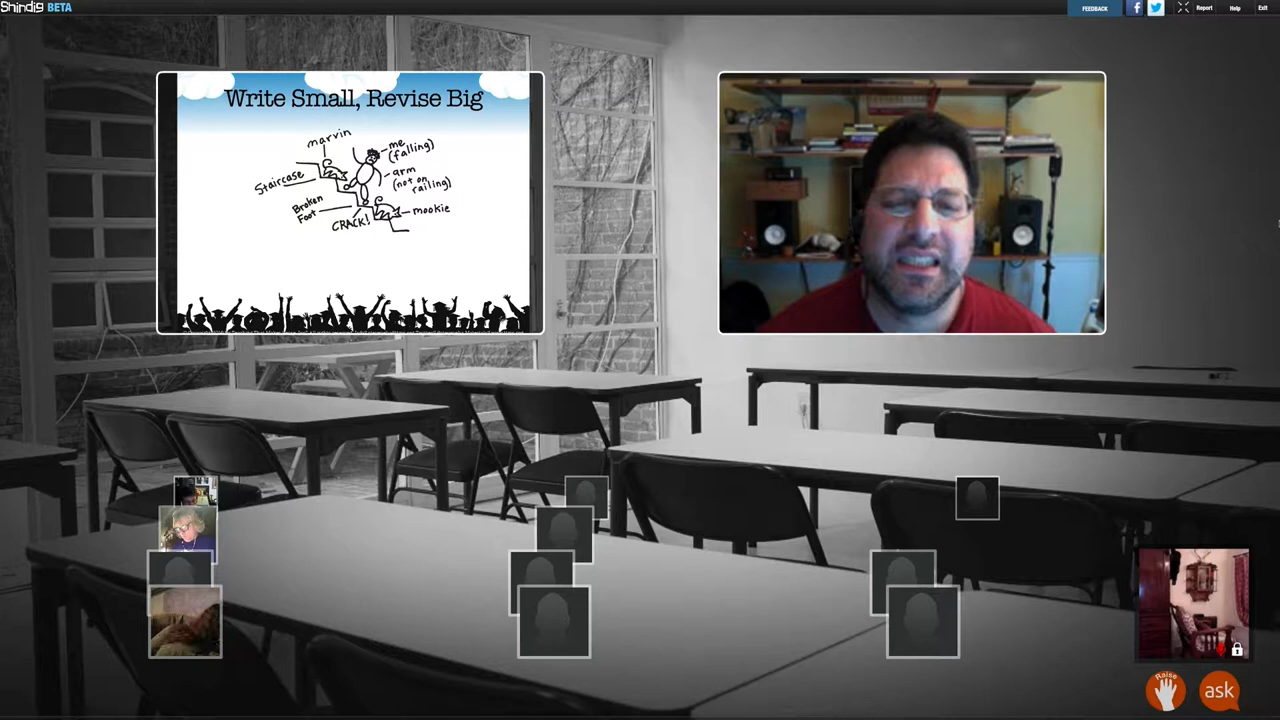 Shindig BETA
FEEDBACK
Report
Help
Exit
Write Small, Revise Big
marvin
me
(falling)
Staircase
arm
(not on
railing)
Broken
Foot
CRACK!
mookie
Raise
ask